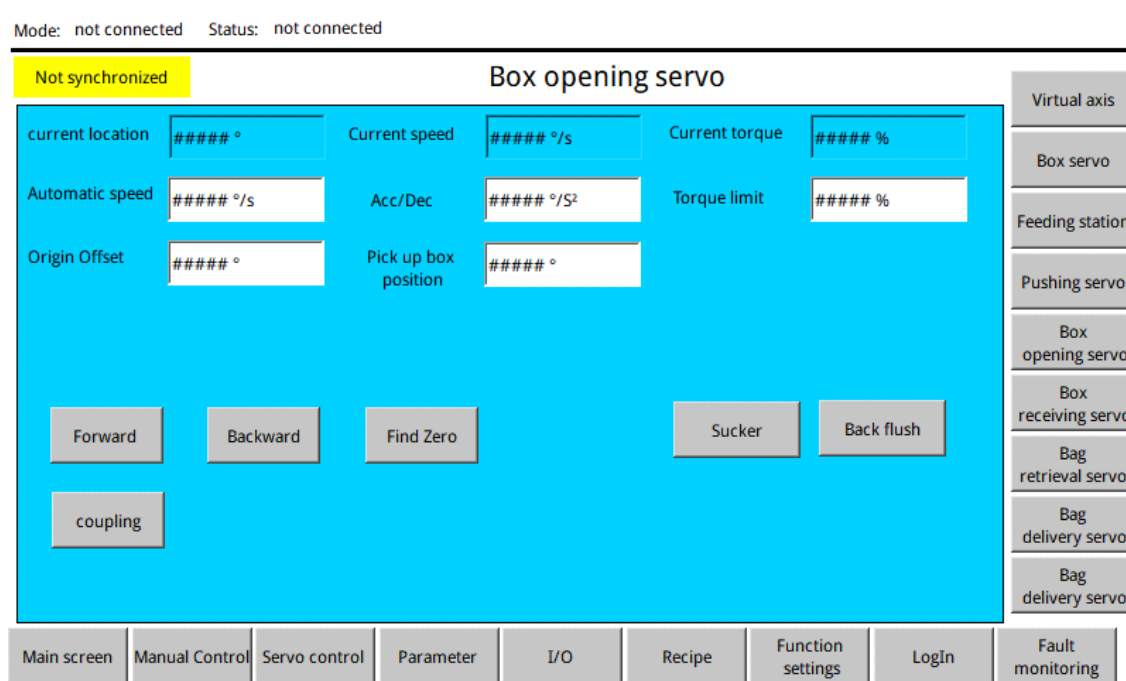 Mode: not connected Status: not connected
Not synchronized
Box opening servo
current location ##### ° Current speed ##### °/s Current torque ##### %
Automatic speed ##### °/s Acc/Dec ##### °/S² Torque limit ##### %
Origin Offset ##### ° Pick up box
position ##### °
Forward Backward Find Zero Sucker Back flush
coupling
Virtual axis
Box servo
Feeding station
Pushing servo
Box
opening servo
Box
receiving servo
Bag
retrieval servo
Bag
delivery servo
Bag
delivery servo
Main screen Manual Control Servo control Parameter I/O Recipe Function
settings LogIn Fault
monitoring